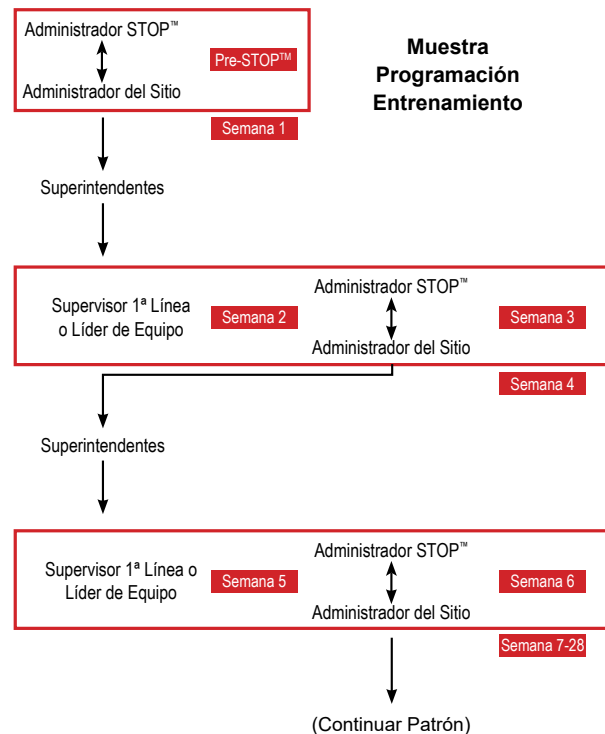 Administrador STOP™
Pre-STOP™
Administrador del Sitio
Muestra
Programación
Entrenamiento
Semana 1
Superintendentes
Supervisor 1ª Línea
o Líder de Equipo
Semana 2
Administrador STOP™
Administrador del Sitio
Semana 3
Semana 4
Superintendentes
Supervisor 1ª Línea o
Líder de Equipo
Semana 5
Administrador STOP™
Administrador del Sitio
Semana 6
Semana 7-28
(Continuar Patrón)